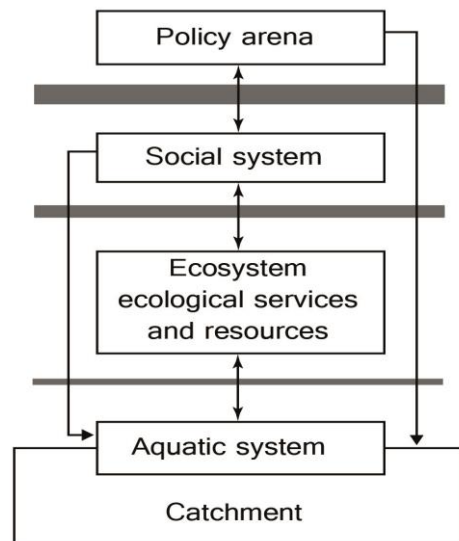 Policy arena
Social system
Ecosystem
ecological services
and resources
Aquatic system
Catchment